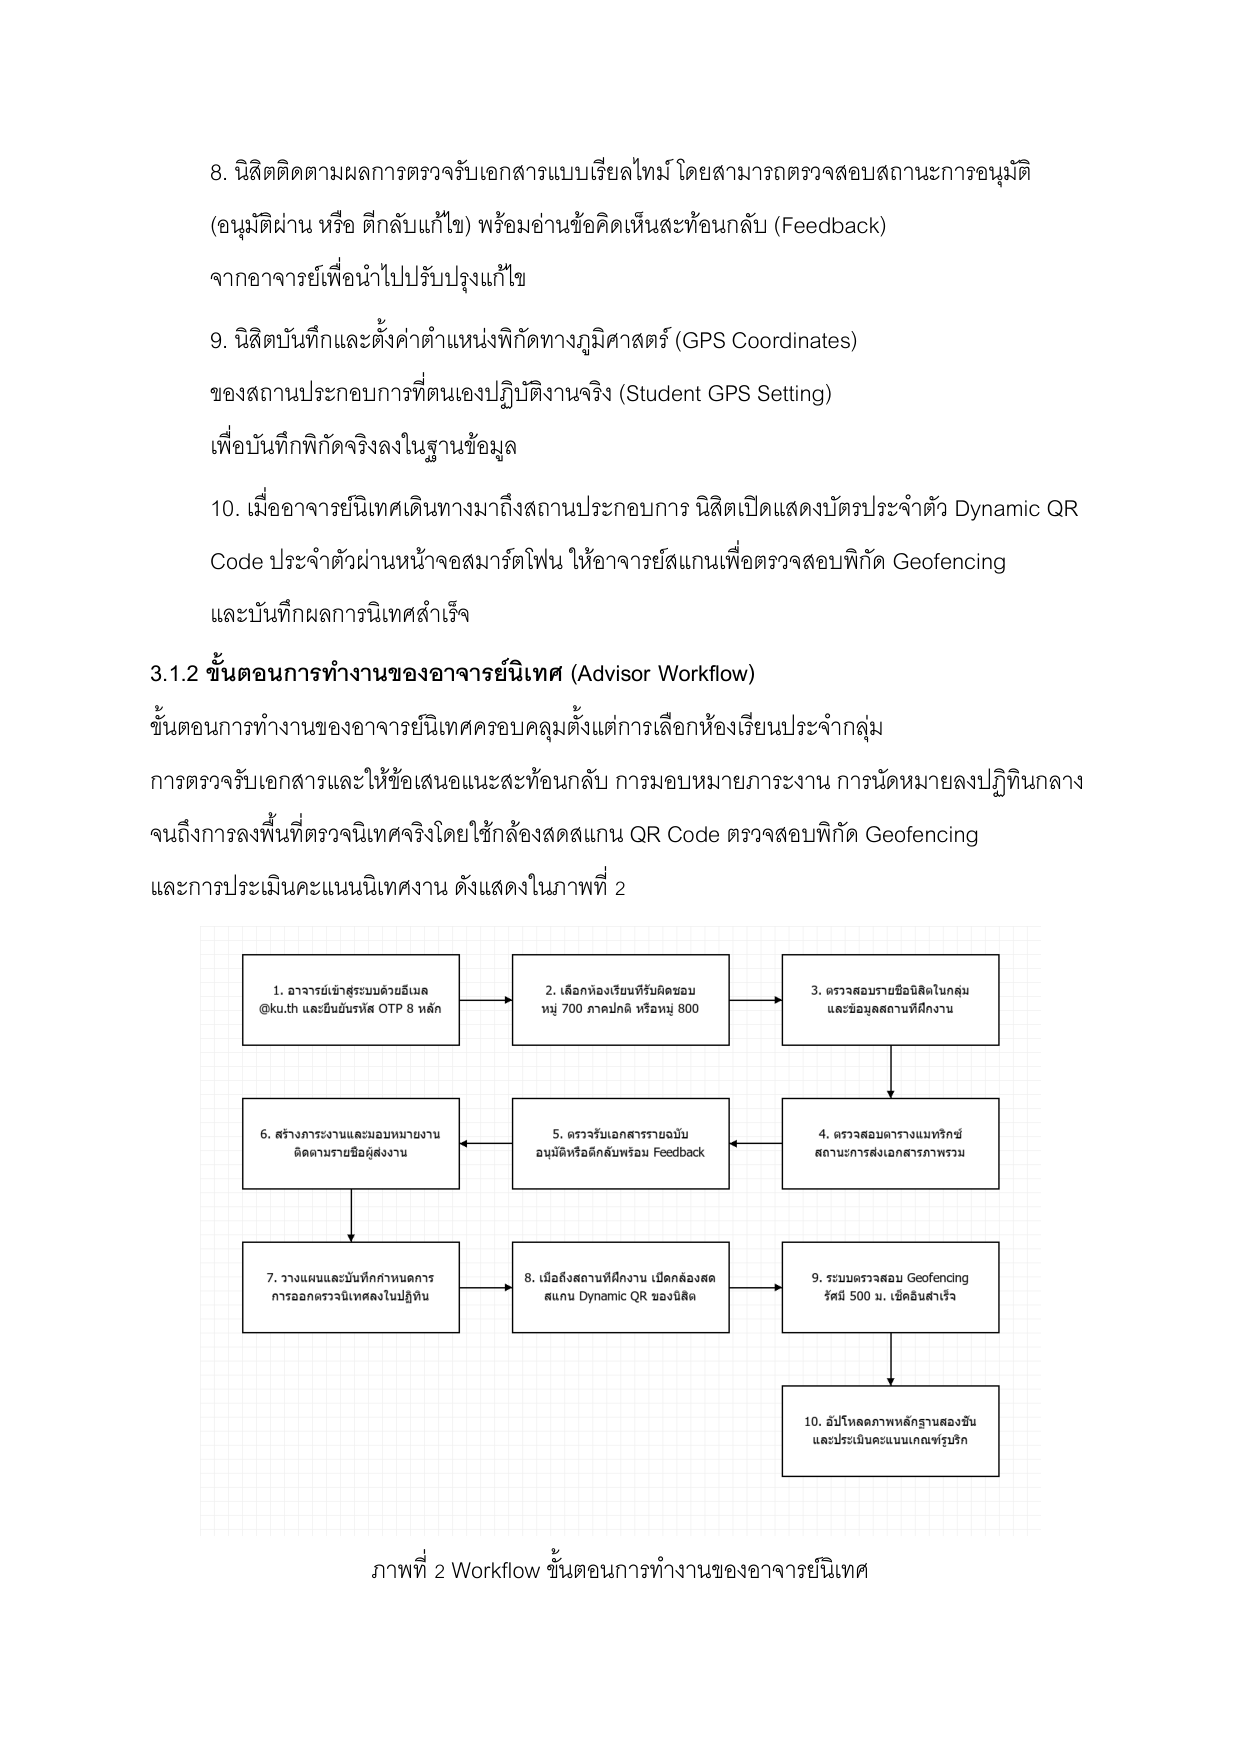 8. นิสิตติดตามผลการตรวจรับเอกสารแบบเรียลไทม์ โดยสามารถตรวจสอบสถานะการอนุมัติ
(อนุมัติผ่าน หรือ ตีกลับแก้ไข) พร้อมอ่านข้อคิดเห็นสะท้อนกลับ (Feedback)
จากอาจารย์เพื่อนำไปปรับปรุงแก้ไข
9. นิสิตบันทึกและตั้งค่าตำแหน่งพิกัดทางภูมิศาสตร์ (GPS Coordinates)
ของสถานประกอบการที่ตนเองปฏิบัติงานจริง (Student GPS Setting)
เพื่อบันทึกพิกัดจริงลงในฐานข้อมูล
10. เมื่ออาจารย์นิเทศเดินทางมาถึงสถานประกอบการ นิสิตเปิดแสดงบัตรประจำตัว Dynamic QR
Code ประจำตัวผ่านหน้าจอสมาร์ตโฟน ให้อาจารย์สแกนเพื่อตรวจสอบพิกัด Geofencing
และบันทึกผลการนิเทศสำเร็จ
3.1.2 ขั้นตอนการทำงานของอาจารย์นิเทศ (Advisor Workflow)
ขั้นตอนการทำงานของอาจารย์นิเทศครอบคลุมตั้งแต่การเลือกห้องเรียนประจำกลุ่ม
การตรวจรับเอกสารและให้ข้อเสนอแนะสะท้อนกลับ การมอบหมายภาระงาน การนัดหมายลงปฏิทินกลาง
จนถึงการลงพื้นที่ตรวจนิเทศจริงโดยใช้กล้องสดสแกน QR Code ตรวจสอบพิกัด Geofencing
และการประเมินคะแนนนิเทศงาน ดังแสดงในภาพที่ 2
1. อาจารย์เข้าสู่ระบบด้วยอีเมล
@ku.th และยืนยันรหัส OTP 8 หลัก
2. เลือกห้องเรียนที่รับผิดชอบ
หมู่ 700 ภาคปกติ หรือหมู่ 800
3. ตรวจสอบรายชื่อนิสิตในกลุ่ม
และข้อมูลสถานที่ฝึกงาน
4. ตรวจสอบตารางแมทริกซ์
สถานะการส่งเอกสารภาพรวม
5. ตรวจรับเอกสารรายฉบับ
อนุมัติหรือตีกลับพร้อม Feedback
6. สร้างภาระงานและมอบหมายงาน
ติดตามรายชื่อผู้ส่งงาน
7. วางแผนและบันทึกกำหนดการ
การออกตรวจนิเทศลงในปฏิทิน
8. เมื่อถึงสถานที่ฝึกงาน เปิดกล้องสด
สแกน Dynamic QR ของนิสิต
9. ระบบตรวจสอบ Geofencing
รัศมี 500 ม. เช็คอินสำเร็จ
10. อัปโหลดภาพหลักฐานสองชั้น
และประเมินคะแนนเกณฑ์รูบริก
ภาพที่ 2 Workflow ขั้นตอนการทำงานของอาจารย์นิเทศ